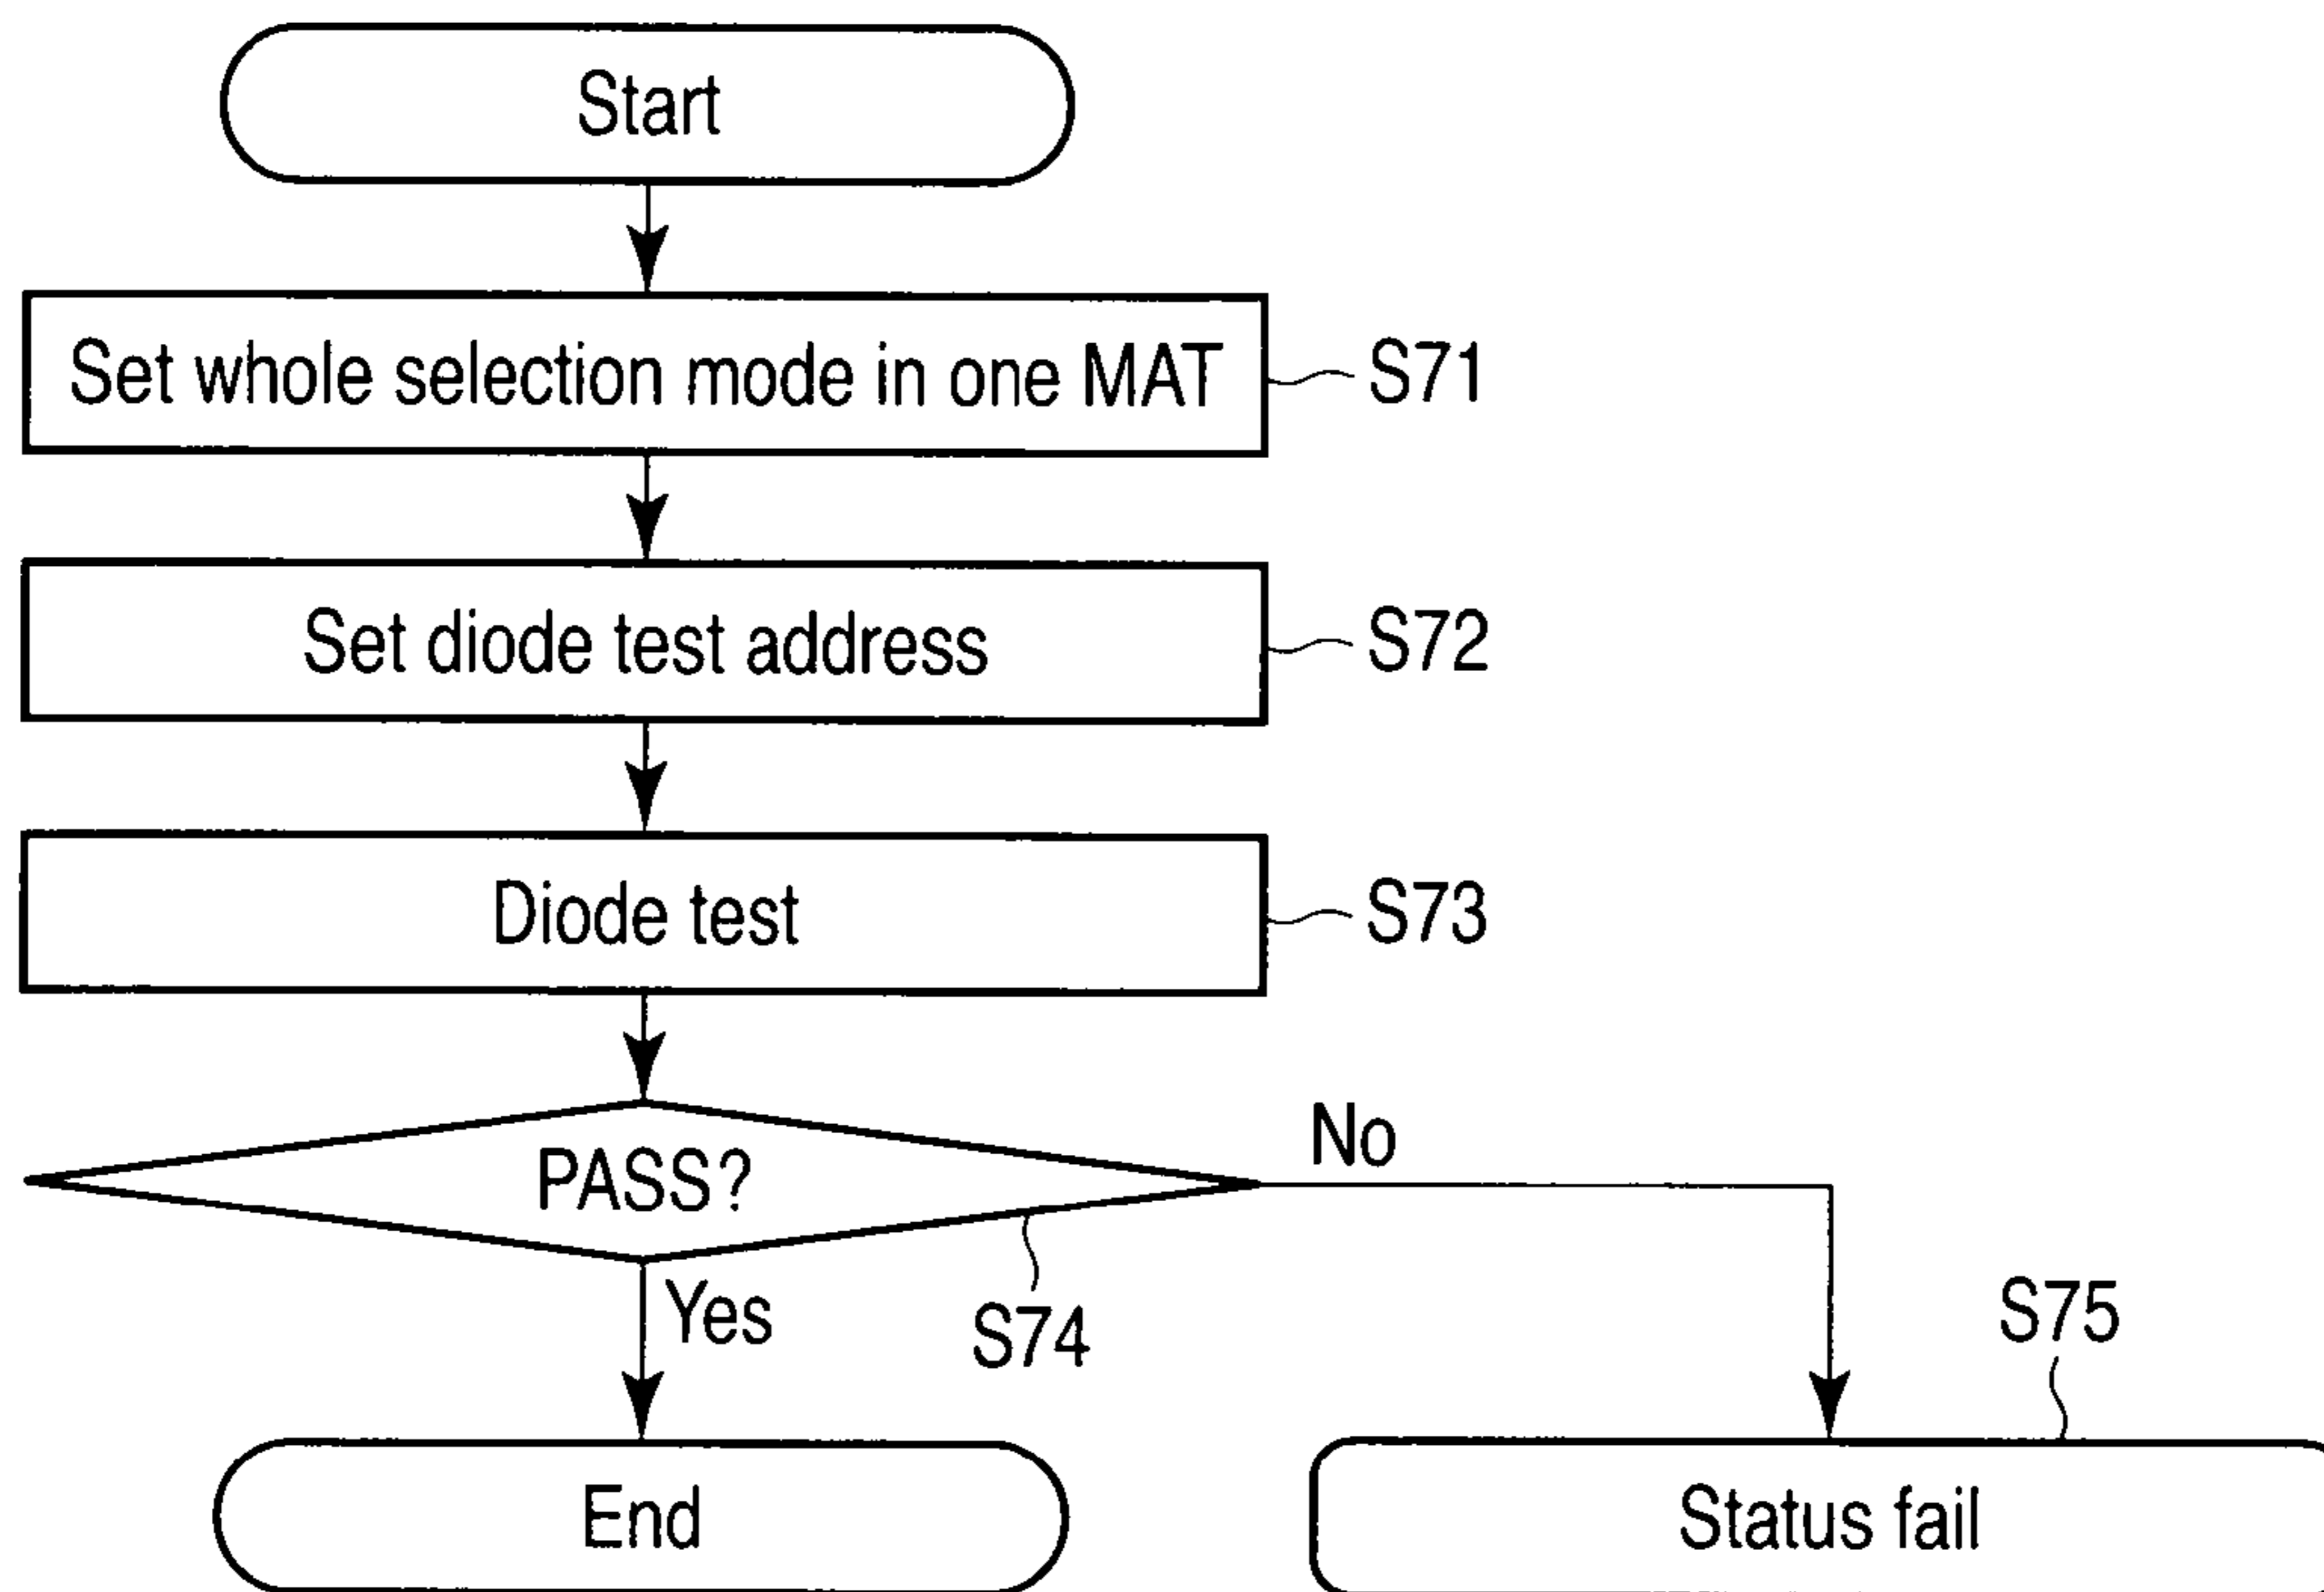 Start
Set whole selection mode in one MAT
S71
Set diode test address
S72
Diode test
S73
PASS?
No
Yes
S74
S75
End
Status fail